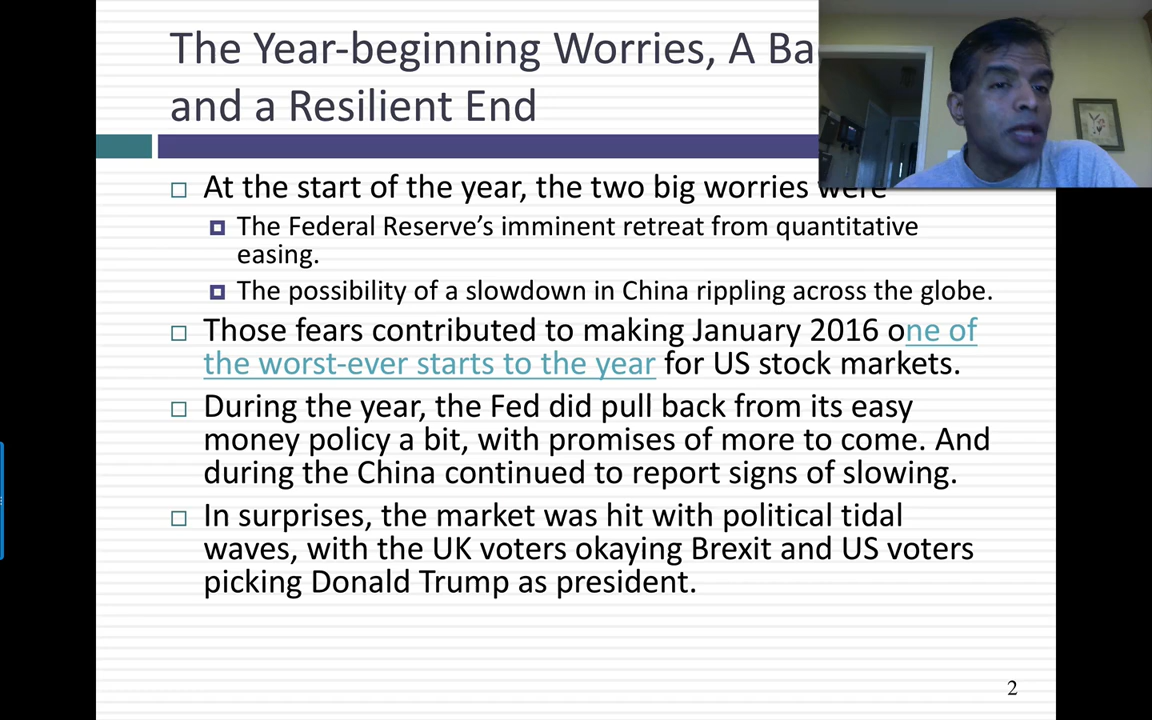 The Year-beginning Worries, A Ba
and a Resilient End
At the start of the year, the two big worries were
The Federal Reserve's imminent retreat from quantitative
easing.
The possibility of a slowdown in China rippling across the globe.
Those fears contributed to making January 2016 one of
the worst-ever starts to the year for US stock markets.
During the year, the Fed did pull back from its easy
money policy a bit, with promises of more to come. And
during the China continued to report signs of slowing.
In surprises, the market was hit with political tidal
waves, with the UK voters okaying Brexit and US voters
picking Donald Trump as president.
2